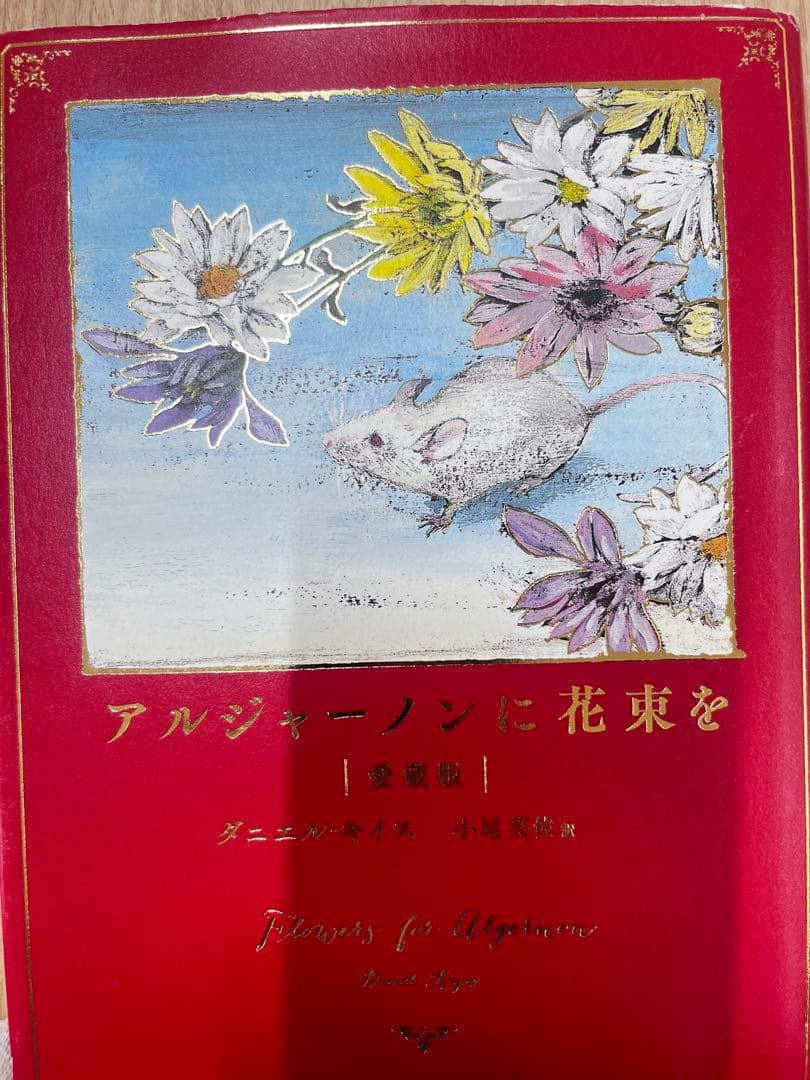 アルジャーノンに花束を
|愛蔵版|
ダニエル・キイス 小尾芙佐 訳
Flowers for Algernon
Daniel Keyes